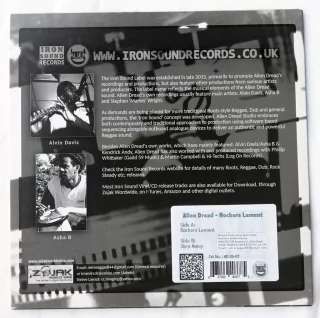 IRON
SOUND
RECORDS
WWW.IRONSOUNDRECORDS.CO.UK
The Iron Sound Label was established in late 2015, primarily to promote Allen Dread's
recordings and productions, but also feature other productions from various artists
and producers. The label name reflects the musical elements of the Allen Dread
sound. Allen Dread's own recordings usually feature main artists: Alvin Davis, Asha B
and Stephen 'Marley' Wright.
As demands are being placed for more traditional Roots style Reggae, Dub and general
productions, the 'Iron Sound' concept was developed. Allen Dread Studio embraces
both contemporary and traditional approaches to production using software based
sequencing alongside outboard analogue devices to deliver an authentic and powerful
Reggae sound.
Alvin Davis
Besides Allen Dread's own works, which have mainly featured: Alvin Davis/Asha B &
Kendrick Andy, Allen Dread has also worked with and produced recordings with Phillip
Whittaker (Gadd 59 Music) & Martin Campbell & Hi-Techs (Log On Records).
Check the Iron Sound Records website for details of many Roots, Reggae, Dub, Rock
Steady etc; releases.
Most Iron Sound Vinyl/CD release tracks are also available for Download, through
Zojak Worldwide, on I-Tunes, Amazon and other digital outlets.
Asha B
Allen Dread - Rockers Lament
Side A:
Rockers Lament
Side B:
Step Away
ZOJAK